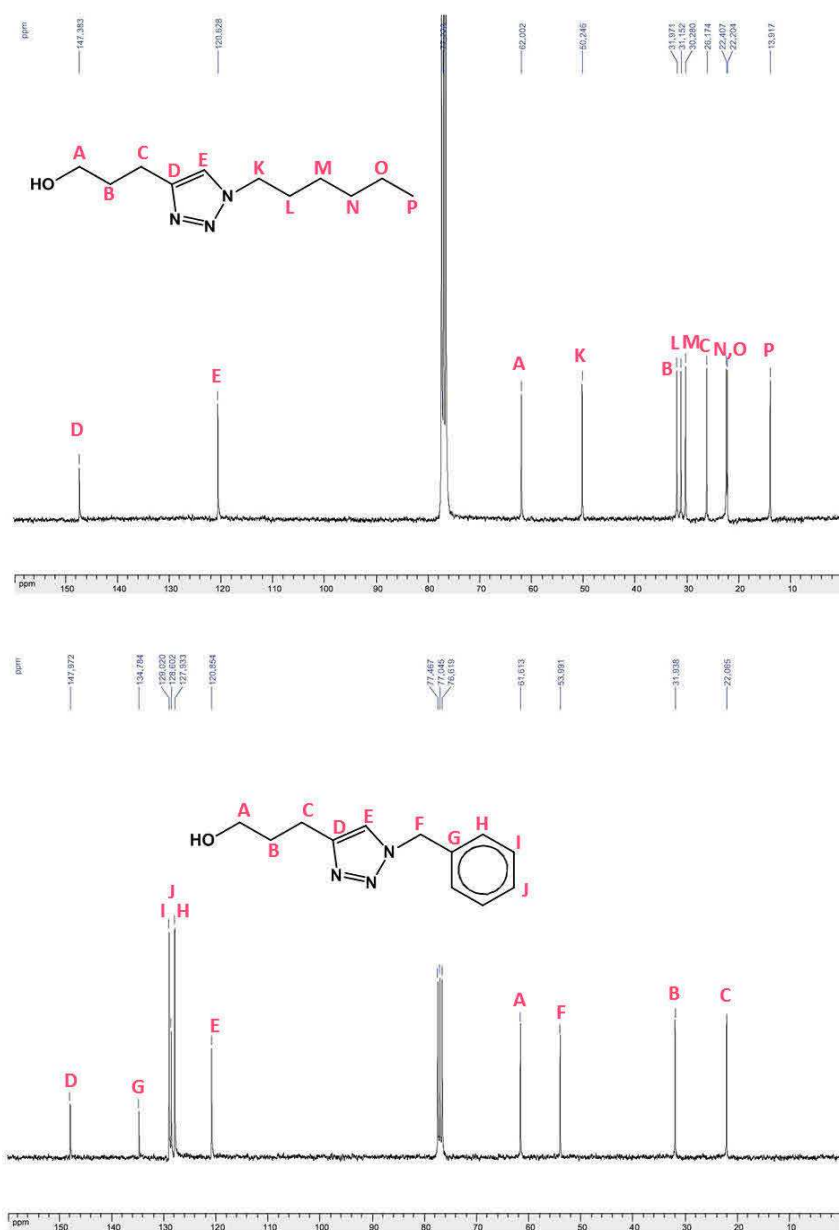 ppm
147,383
120,628
62,002
50,246
31,971
31,152
30,280
26,174
22,407
22,204
13,917
A
C
D
E
K
M
O
HO
B
N
L
N
P
N N
D
E
A
K
B
L
M
C
N,O
P
ppm 150 140 130 120 110 100 90 80 70 60 50 40 30 20 10
ppm
147,972
134,784
129,020
128,602
127,933
120,854
77,467
77,045
76,619
61,613
53,991
31,938
22,065
A
C
D
E
F
H
HO
B
N
G
I
N N
J
J
I H
D
G
E
A
F
B
C
ppm 150 140 130 120 110 100 90 80 70 60 50 40 30 20 10